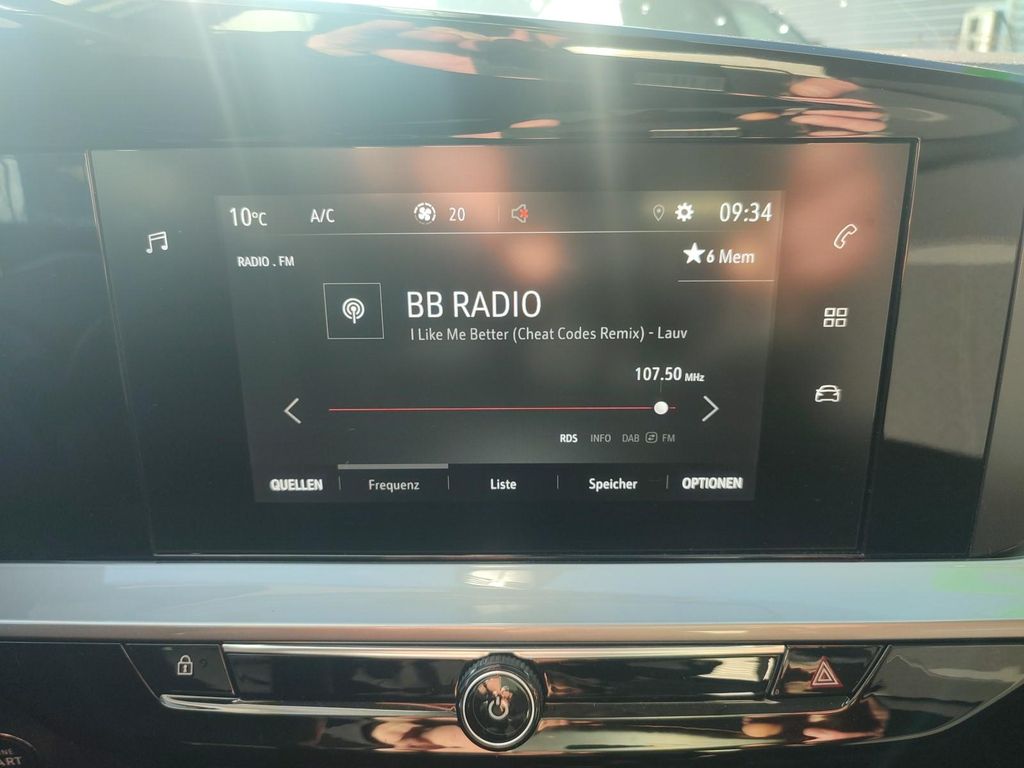 10°C A/C 20 09:34
RADIO . FM
6 Mem
BB RADIO
I Like Me Better (Cheat Codes Remix) - Lauv
107.50 MHz
RDS INFO DAB FM
QUELLEN Frequenz Liste Speicher OPTIONEN